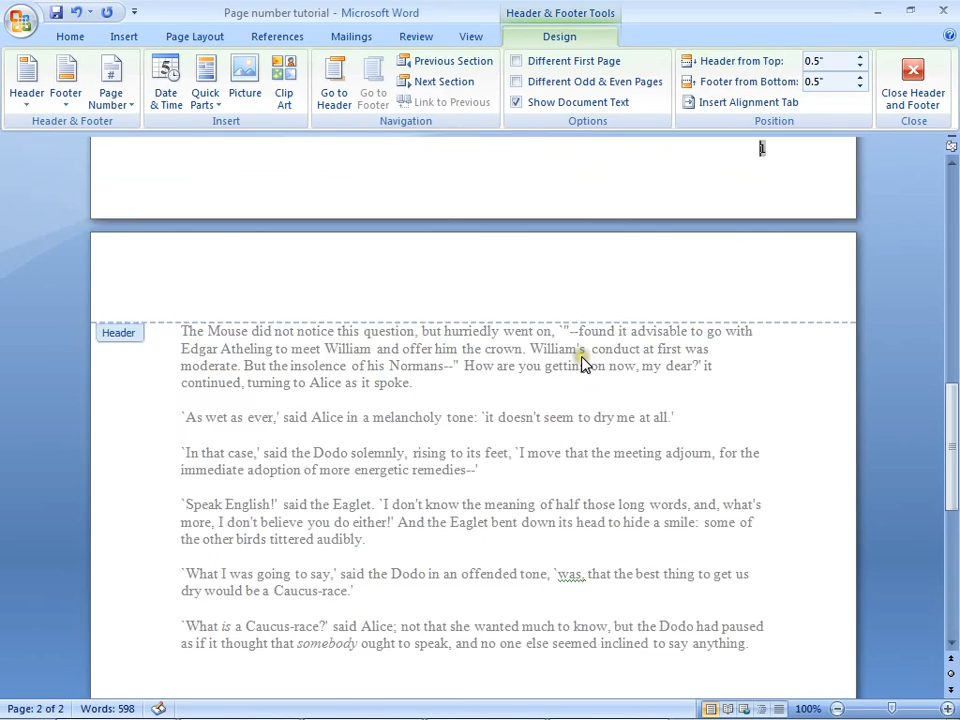 Page number tutorial - Microsoft Word
Header & Footer Tools
Home
Insert
Page Layout
References
Mailings
Review
View
Design
Header
Footer
Page Number
Header & Footer
Date & Time
Quick Parts
Picture
Clip Art
Insert
Go to Header
Go to Footer
Previous Section
Next Section
Link to Previous
Navigation
Different First Page
Different Odd & Even Pages
Show Document Text
Options
Header from Top: 0.5"
Footer from Bottom: 0.5"
Insert Alignment Tab
Position
Close Header and Footer
Close
1
Header
The Mouse did not notice this question, but hurriedly went on, `"--found it advisable to go with
Edgar Atheling to meet William and offer him the crown. William's conduct at first was
moderate. But the insolence of his Normans--" How are you getting on now, my dear?' it
continued, turning to Alice as it spoke.
`As wet as ever,' said Alice in a melancholy tone: `it doesn't seem to dry me at all.'
`In that case,' said the Dodo solemnly, rising to its feet, `I move that the meeting adjourn, for the
immediate adoption of more energetic remedies--'
`Speak English!' said the Eaglet. `I don't know the meaning of half those long words, and, what's
more, I don't believe you do either!' And the Eaglet bent down its head to hide a smile: some of
the other birds tittered audibly.
`What I was going to say,' said the Dodo in an offended tone, `was, that the best thing to get us
dry would be a Caucus-race.'
`What is a Caucus-race?' said Alice; not that she wanted much to know, but the Dodo had paused
as if it thought that somebody ought to speak, and no one else seemed inclined to say anything.
Page: 2 of 2
Words: 598
100%